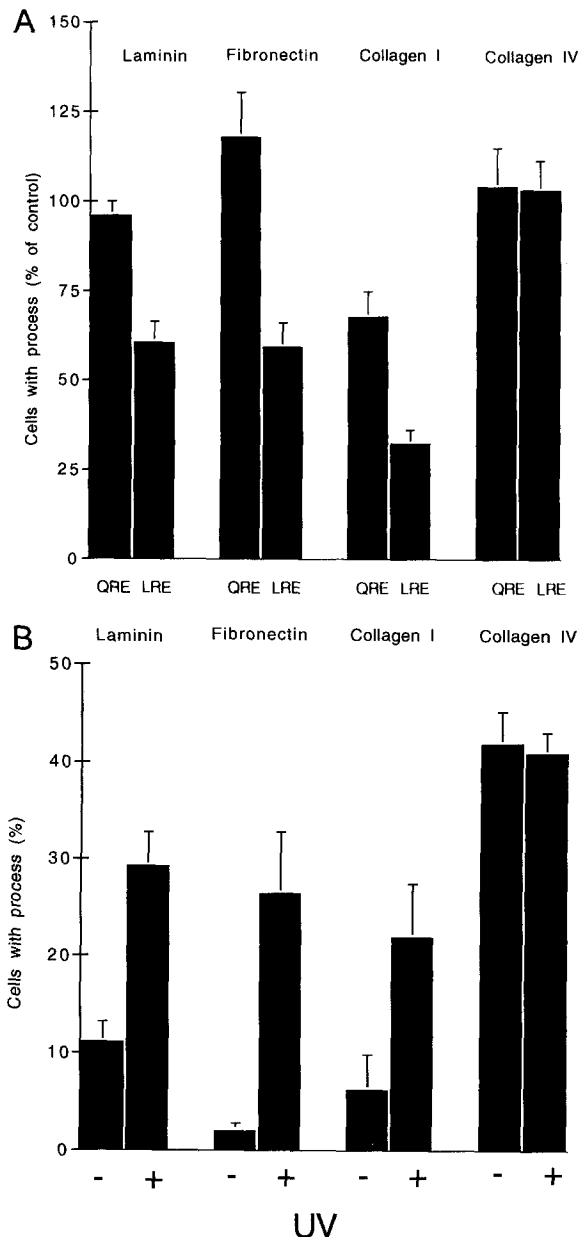 A
150
Laminin Fibronectin Collagen I Collagen IV
125
100
75
50
25
0
Cells with process (% of control)
QRE LRE QRE LRE QRE LRE QRE LRE
B
Laminin Fibronectin Collagen I Collagen IV
50
40
30
20
10
0
Cells with process (%)
- + - + - + - +
UV